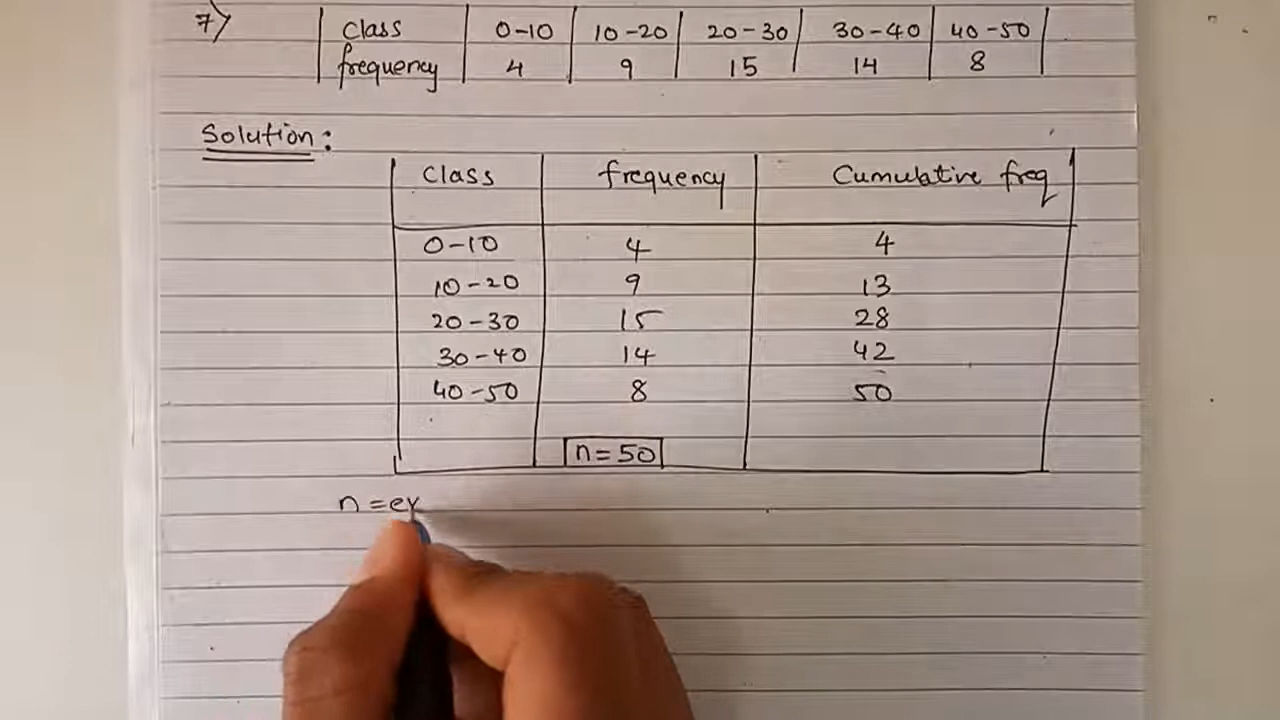 7) class 0-10 10-20 20-30 30-40 40-50
frequency 4 9 15 14 8
Solution:
class frequency Cumulative freq
0-10 4 4
10-20 9 13
20-30 15 28
30-40 14 42
40-50 8 50
n=50
n = ev